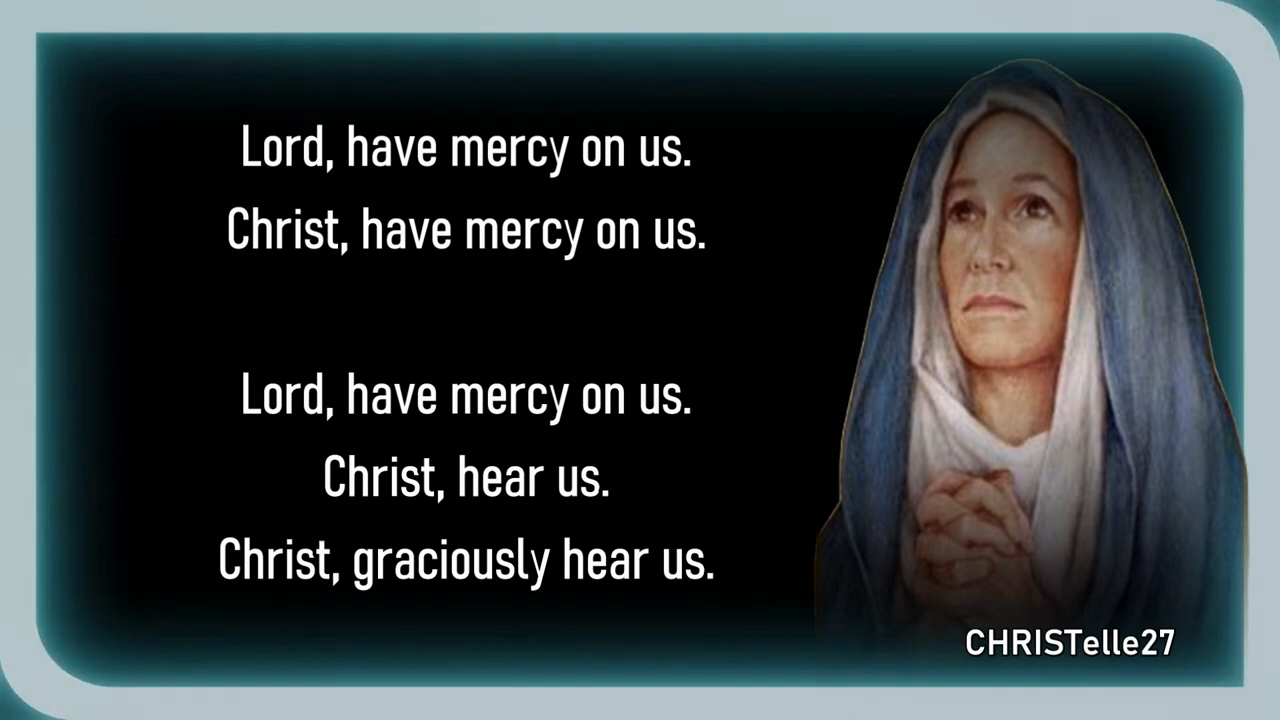 Lord, have mercy on us.
Christ, have mercy on us.
Lord, have mercy on us.
Christ, hear us.
Christ, graciously hear us.
CHRISTelle27